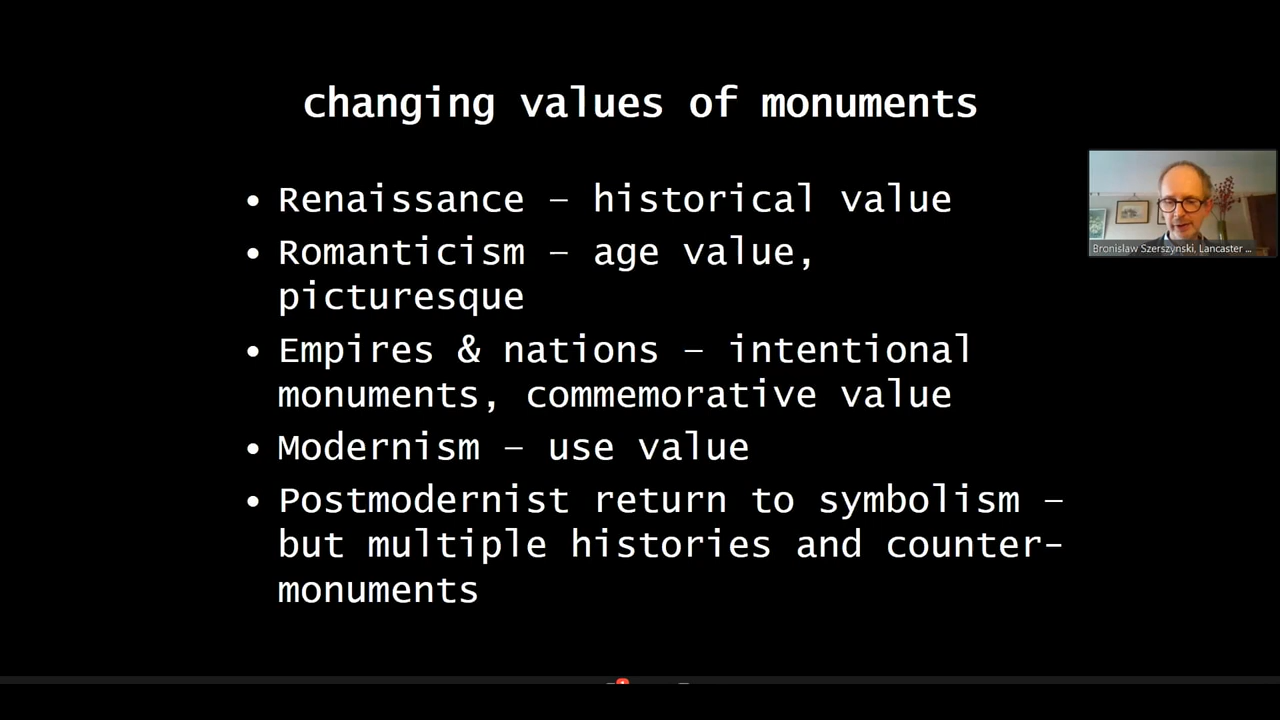 changing values of monuments
• Renaissance – historical value
• Romanticism – age value,
picturesque
• Empires & nations – intentional
monuments, commemorative value
• Modernism – use value
• Postmodernist return to symbolism –
but multiple histories and counter-
monuments
Bronislaw Szerszynski, Lancaster ...